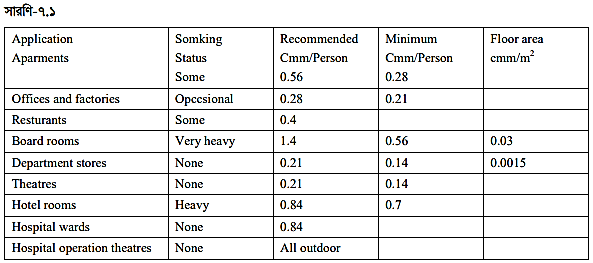 সারণি-৭.১
Application Somking Recommended Minimum Floor area
Aparments Status Cmm/Person Cmm/Person cmm/m²
Some 0.56 0.28
Offices and factories Opccsional 0.28 0.21
Resturants Some 0.4
Board rooms Very heavy 1.4 0.56 0.03
Department stores None 0.21 0.14 0.0015
Theatres None 0.21 0.14
Hotel rooms Heavy 0.84 0.7
Hospital wards None 0.84
Hospital operation theatres None All outdoor